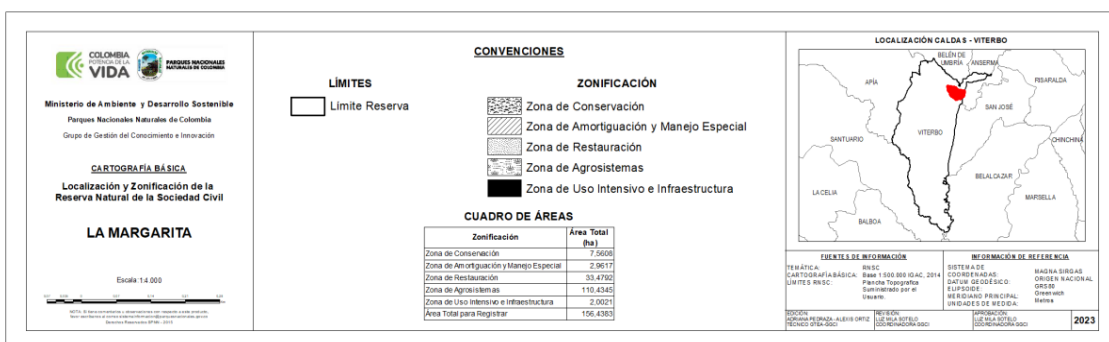 COLOMBIA
POTENCIA DE LA
VIDA
PARQUES NACIONALES
NATURALES DE COLOMBIA
Ministerio de Ambiente y Desarrollo Sostenible
Parques Nacionales Naturales de Colombia
Grupo de Gestión del Conocimiento e Innovación
CARTOGRAFÍA BÁSICA
Localización y Zonificación de la
Reserva Natural de la Sociedad Civil
LA MARGARITA
Escala :1:4.000
CONVENCIONES
LÍMITES
Límite Reserva
ZONIFICACIÓN
Zona de Conservación
Zona de Amortiguación y Manejo Especial
Zona de Restauración
Zona de Agrosistemas
Zona de Uso Intensivo e Infraestructura
CUADRO DE ÁREAS
Zonificación Área Total
(ha)
Zona de Conservación 7,5608
Zona de Amortiguación y Manejo Especial 2,9617
Zona de Restauración 33,4792
Zona de Agrosistemas 110,4345
Zona de Uso Intensivo e Infraestructura 2,0021
Área Total para Registrar 156,4383
LOCALIZACIÓN CALDAS - VITERBO
BELÉN DE
UMBRÍA
ANSERMA
APÍA
RISARALDA
SAN JOSÉ
VITERBO
SANTUARIO
CHINCHINÁ
BELALCAZAR
LA CELIA
MARSELLA
BALBOA
FUENTES DE INFORMACIÓN
TEMÁTICA: RNSC
CARTOGRAFÍA BÁSICA: Base 1:500.000 IGAC, 2014
LÍMITES RNSC: Plancha Topografica
Suministrado por el
Usuario.
INFORMACIÓN DE REFERENCIA
SISTEMA DE
COORDENADAS: MAGNA SIRGAS
DATUM GEODÉSICO: ORIGEN NACIONAL
ELIPSOIDE: GRS80
MERIDIANO PRINCIPAL: Greenwich
UNIDADES DE MEDIDA: Metros
EDICIÓN:
ADRIANA PEDRAZA - ALEXIS ORTIZ
TÉCNICO GTEA-GGCI
REVISIÓN:
LUZ MILA SOTELO
COORDINADORA GGCI
APROBACIÓN:
LUZ MILA SOTELO
COORDINADORA GGCI
2023